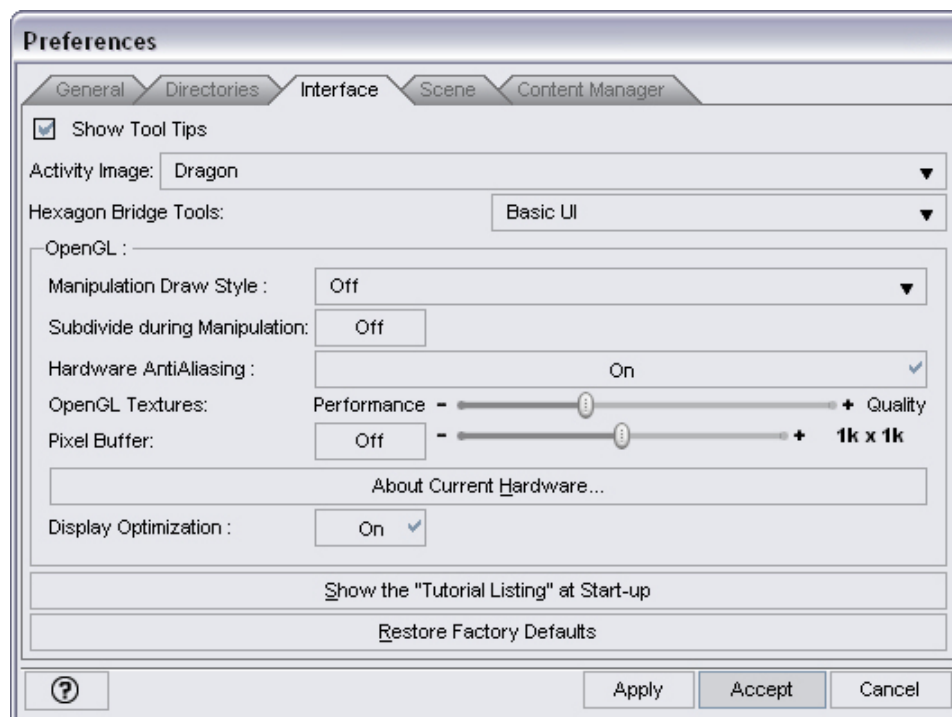 Preferences
General Directories Interface Scene Content Manager
Show Tool Tips
Activity Image: Dragon
Hexagon Bridge Tools: Basic UI
OpenGL :
Manipulation Draw Style : Off
Subdivide during Manipulation: Off
Hardware AntiAliasing : On
OpenGL Textures: Performance - + Quality
Pixel Buffer: Off - + 1k x 1k
About Current Hardware...
Display Optimization : On
Show the "Tutorial Listing" at Start-up
Restore Factory Defaults
? Apply Accept Cancel